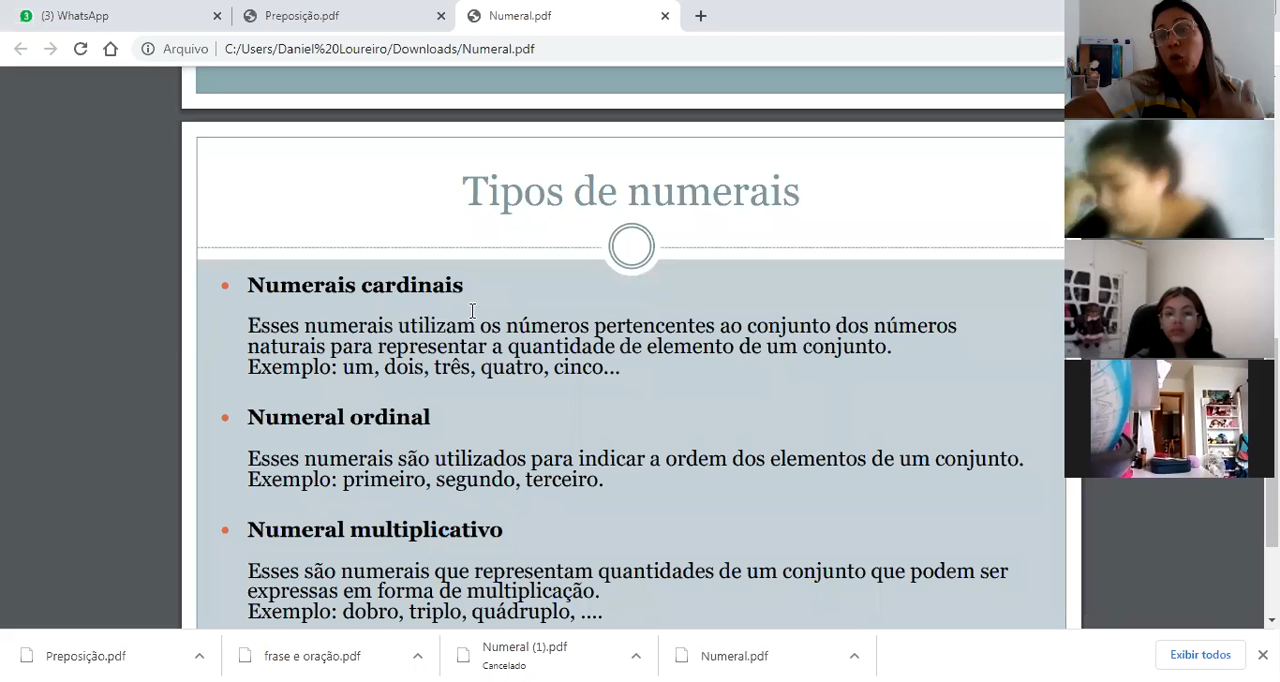 (3) WhatsApp
Preposição.pdf
Numeral.pdf
Arquivo
C:/Users/Daniel%20Loureiro/Downloads/Numeral.pdf
Tipos de numerais
Numerais cardinais
Esses numerais utilizam os números pertencentes ao conjunto dos números
naturais para representar a quantidade de elemento de um conjunto.
Exemplo: um, dois, três, quatro, cinco...
Numeral ordinal
Esses numerais são utilizados para indicar a ordem dos elementos de um conjunto.
Exemplo: primeiro, segundo, terceiro.
Numeral multiplicativo
Esses são numerais que representam quantidades de um conjunto que podem ser
expressas em forma de multiplicação.
Exemplo: dobro, triplo, quádruplo, ....
Preposição.pdf
frase e oração.pdf
Numeral (1).pdf
Cancelado
Numeral.pdf
Exibir todos